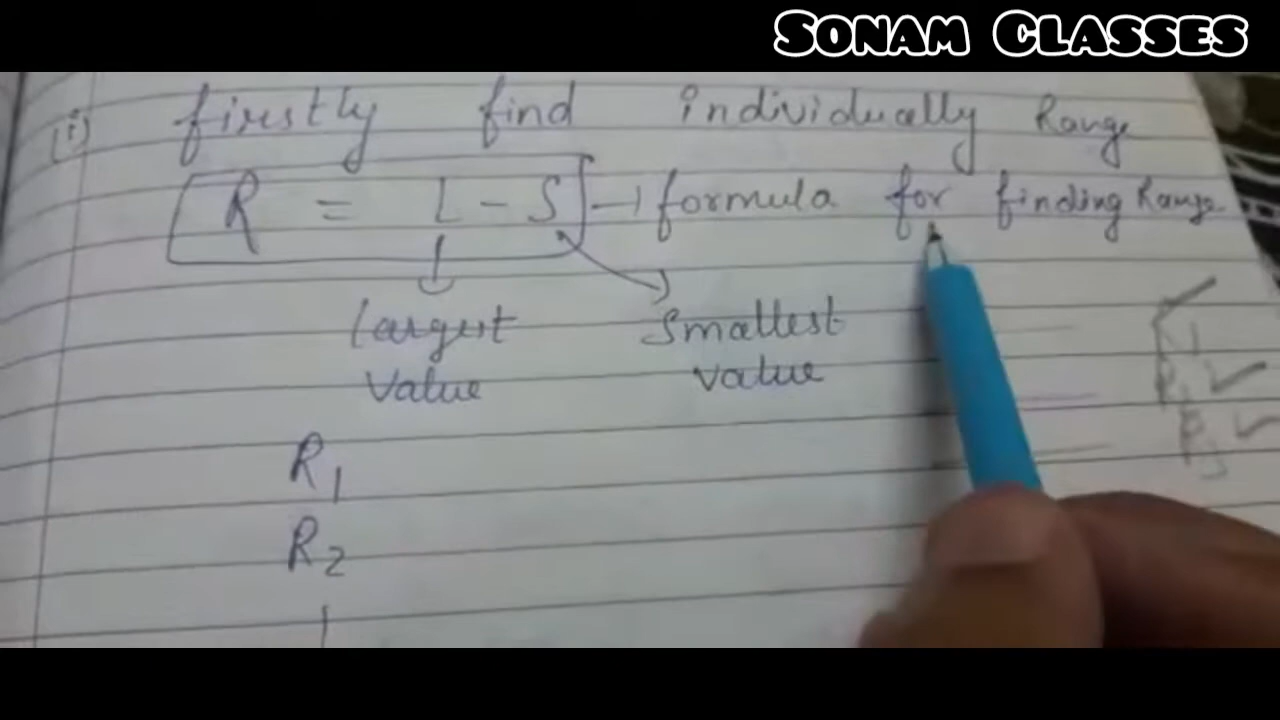 SONAM CLASSES
(i) firstly find individually Range
R = L - S → formula for finding Range
largest smallest
value value
R1
R2